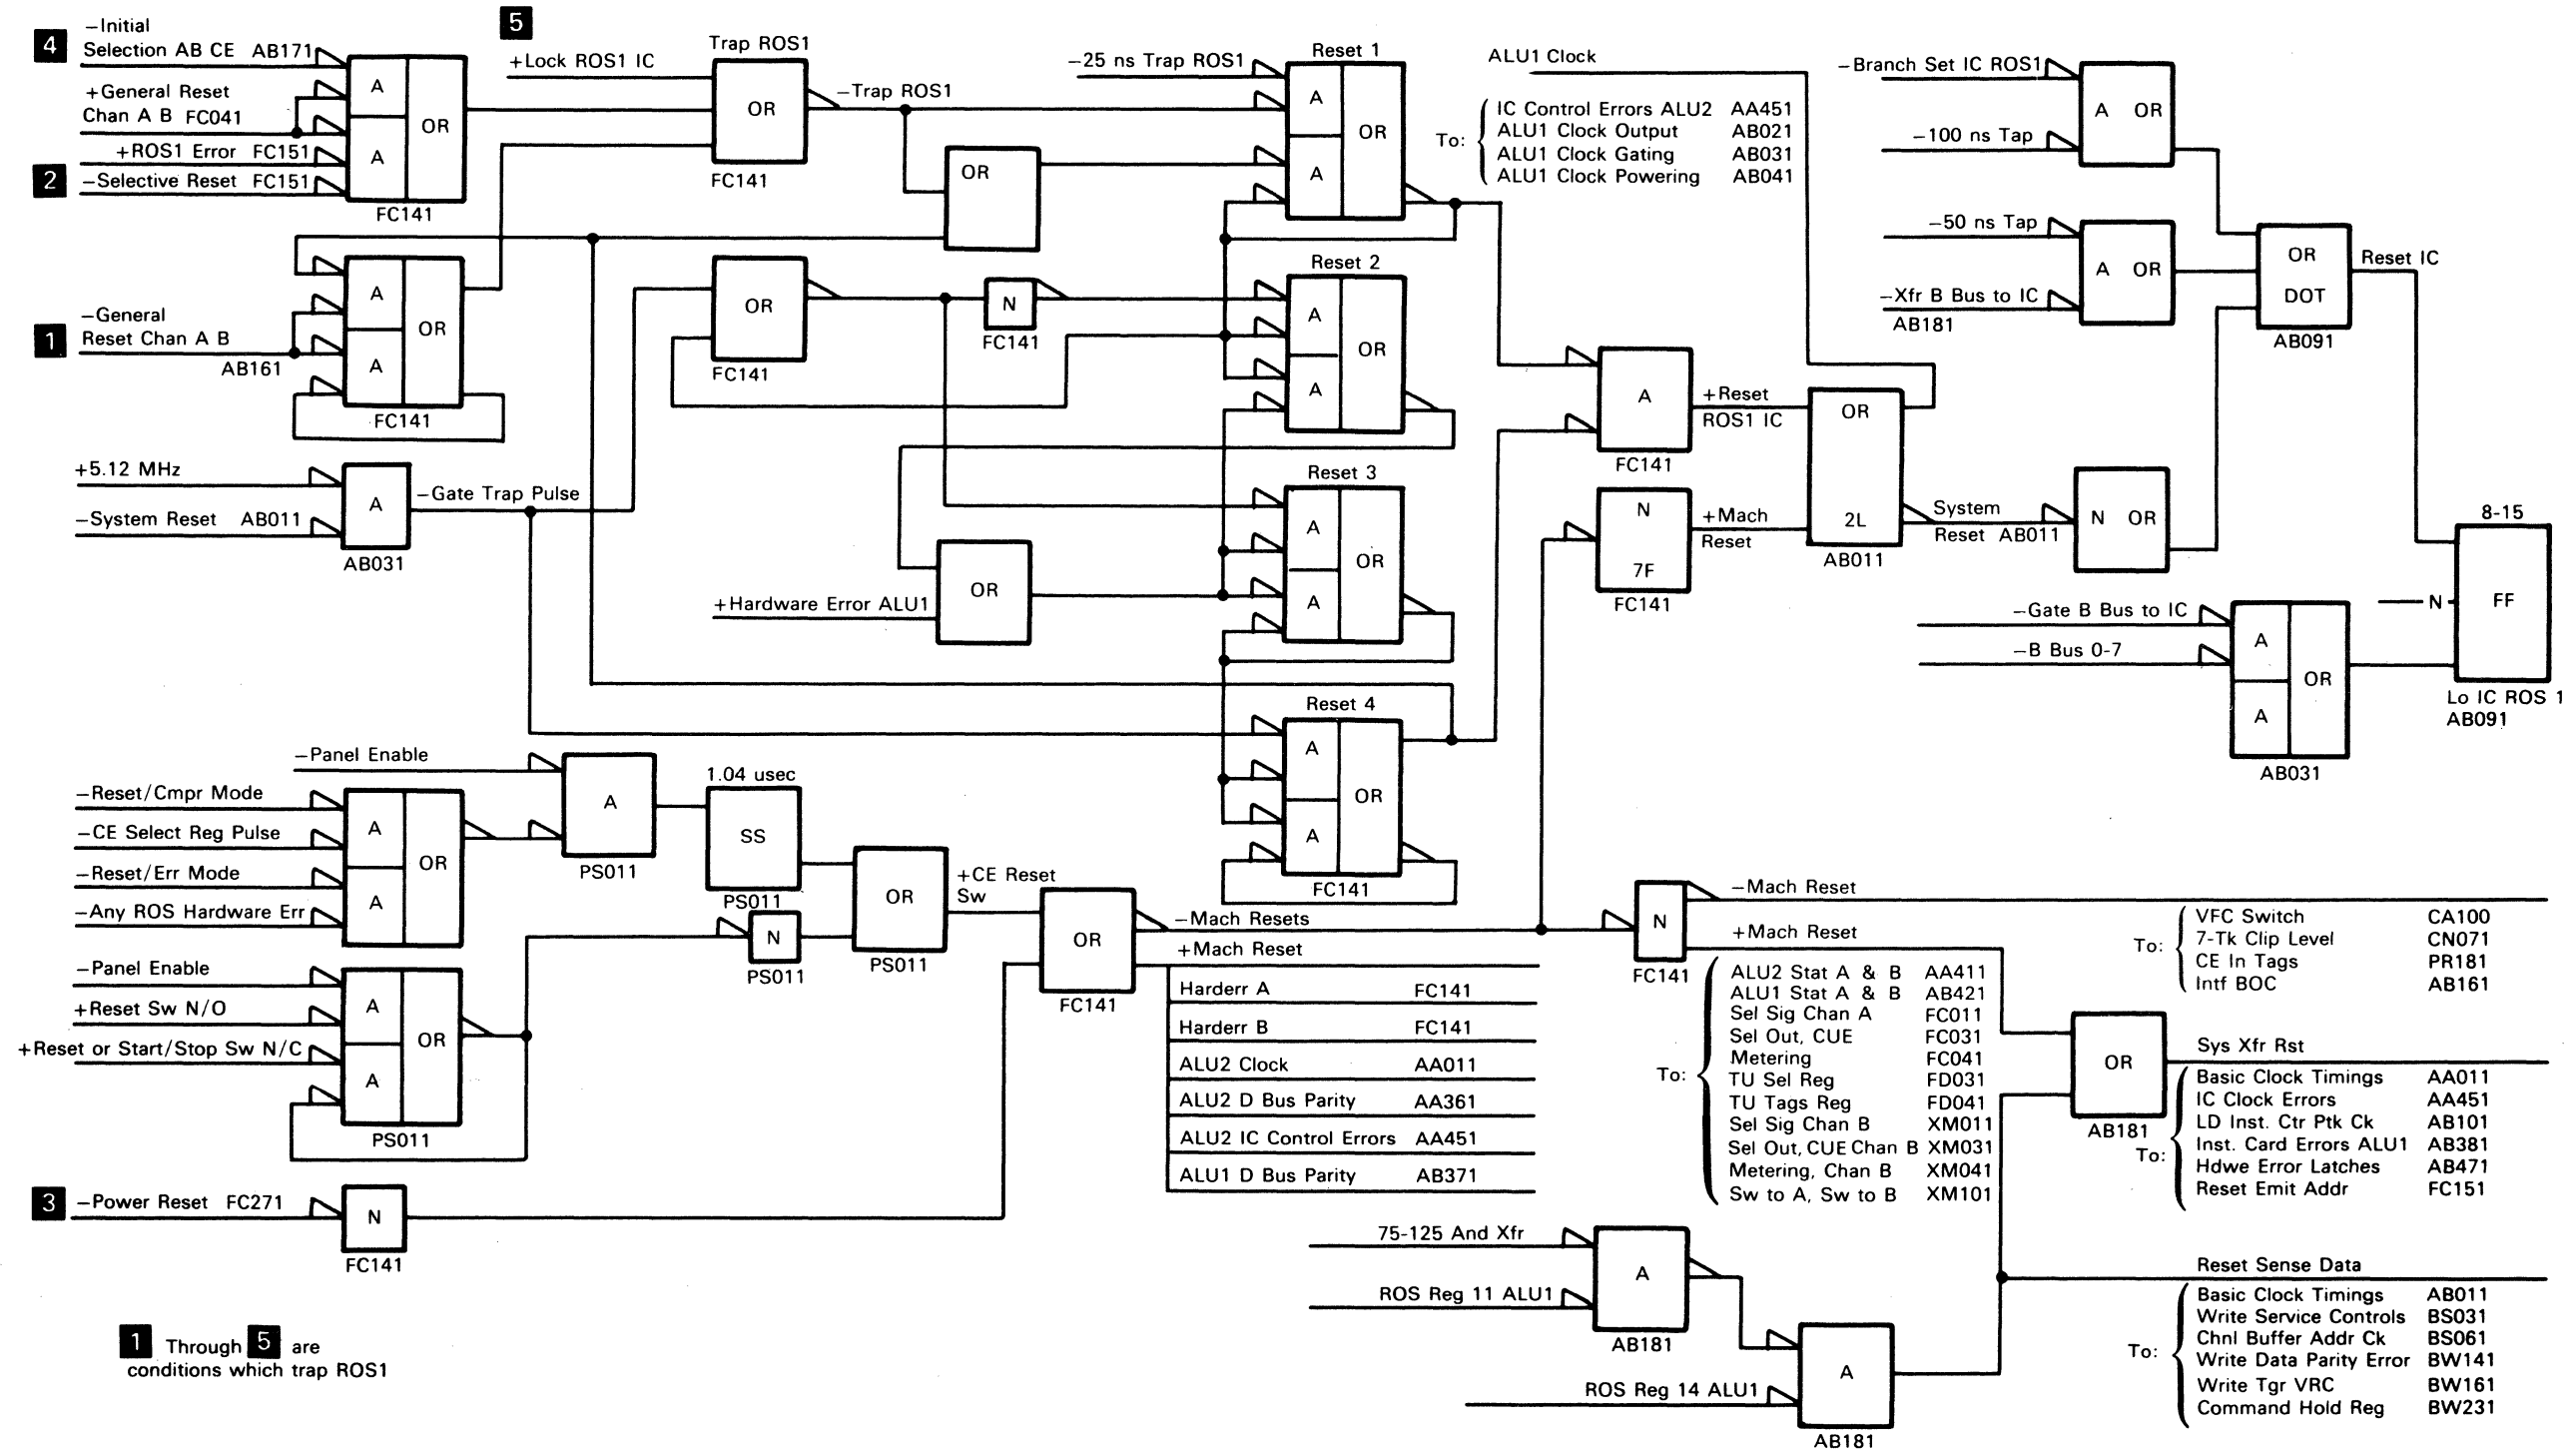 4
−Initial
Selection AB CE AB171
+General Reset
Chan A B FC041
+ROS1 Error FC151
2
−Selective Reset FC151
A
A
OR
FC141
5
+Lock ROS1 IC
Trap ROS1
OR
FC141
−Trap ROS1
OR
−25 ns Trap ROS1
Reset 1
A
A
OR
ALU1 Clock
To:
IC Control Errors ALU2 AA451
ALU1 Clock Output AB021
ALU1 Clock Gating AB031
ALU1 Clock Powering AB041
−Branch Set IC ROS1
−100 ns Tap
A OR
−50 ns Tap
−Xfr B Bus to IC
AB181
A OR
OR
DOT
AB091
Reset IC
1
−General
Reset Chan A B
AB161
A
A
OR
FC141
OR
FC141
N
FC141
Reset 2
A
A
OR
A
FC141
+Reset
ROS1 IC
OR
2L
AB011
+5.12 MHz
−System Reset AB011
A
AB031
−Gate Trap Pulse
+Hardware Error ALU1
OR
Reset 3
A
A
OR
N
7F
FC141
+Mach
Reset
System
Reset AB011
N OR
8-15
N
FF
Lo IC ROS 1
AB091
−Gate B Bus to IC
−B Bus 0-7
A
A
OR
AB031
Reset 4
A
A
OR
FC141
−Panel Enable
−Reset/Cmpr Mode
−CE Select Reg Pulse
−Reset/Err Mode
−Any ROS Hardware Err
A
A
OR
A
PS011
1.04 usec
SS
PS011
−Panel Enable
+Reset Sw N/O
+Reset or Start/Stop Sw N/C
A
A
OR
PS011
N
PS011
OR
PS011
+CE Reset
Sw
OR
FC141
−Mach Resets
+Mach Reset
Harderr A FC141
Harderr B FC141
ALU2 Clock AA011
ALU2 D Bus Parity AA361
ALU2 IC Control Errors AA451
ALU1 D Bus Parity AB371
3
−Power Reset FC271
N
FC141
N
FC141
−Mach Reset
To:
VFC Switch CA100
7-Tk Clip Level CN071
CE In Tags PR181
Intf BOC AB161
+Mach Reset
To:
ALU2 Stat A & B AA411
ALU1 Stat A & B AB421
Sel Sig Chan A FC011
Sel Out, CUE FC031
Metering FC041
TU Sel Reg FD031
TU Tags Reg FD041
Sel Sig Chan B XM011
Sel Out, CUE Chan B XM031
Metering, Chan B XM041
Sw to A, Sw to B XM101
OR
AB181
Sys Xfr Rst
To:
Basic Clock Timings AA011
IC Clock Errors AA451
LD Inst. Ctr Ptk Ck AB101
Inst. Card Errors ALU1 AB381
Hdwe Error Latches AB471
Reset Emit Addr FC151
75-125 And Xfr
ROS Reg 11 ALU1
A
AB181
ROS Reg 14 ALU1
A
AB181
Reset Sense Data
To:
Basic Clock Timings AB011
Write Service Controls BS031
Chnl Buffer Addr Ck BS061
Write Data Parity Error BW141
Write Tgr VRC BW161
Command Hold Reg BW231
1 Through 5 are
conditions which trap ROS1